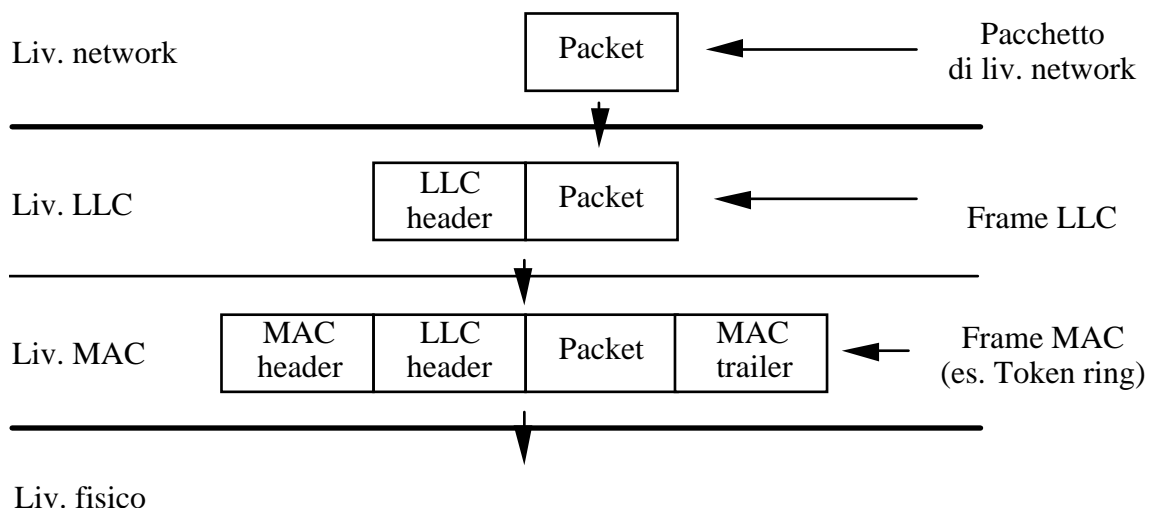 Liv. network
Packet
Pacchetto
di liv. network
Liv. LLC
LLC
header
Packet
Frame LLC
Liv. MAC
MAC
header
LLC
header
Packet
MAC
trailer
Frame MAC
(es. Token ring)
Liv. fisico